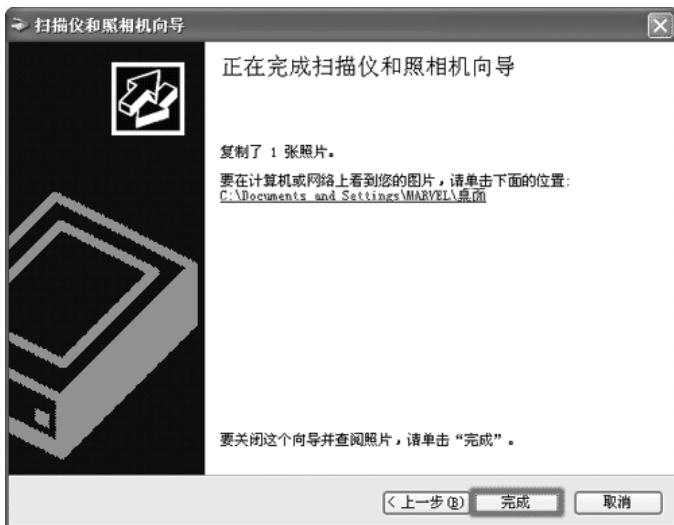 扫描仪和照相机向导
正在完成扫描仪和照相机向导
复制了 1 张照片。
要在计算机或网络上看到您的图片，请单击下面的位置:
C:\Documents and Settings\MARVEL\桌面
要关闭这个向导并查阅照片，请单击“完成”。
< 上一步(B)
完成
取消